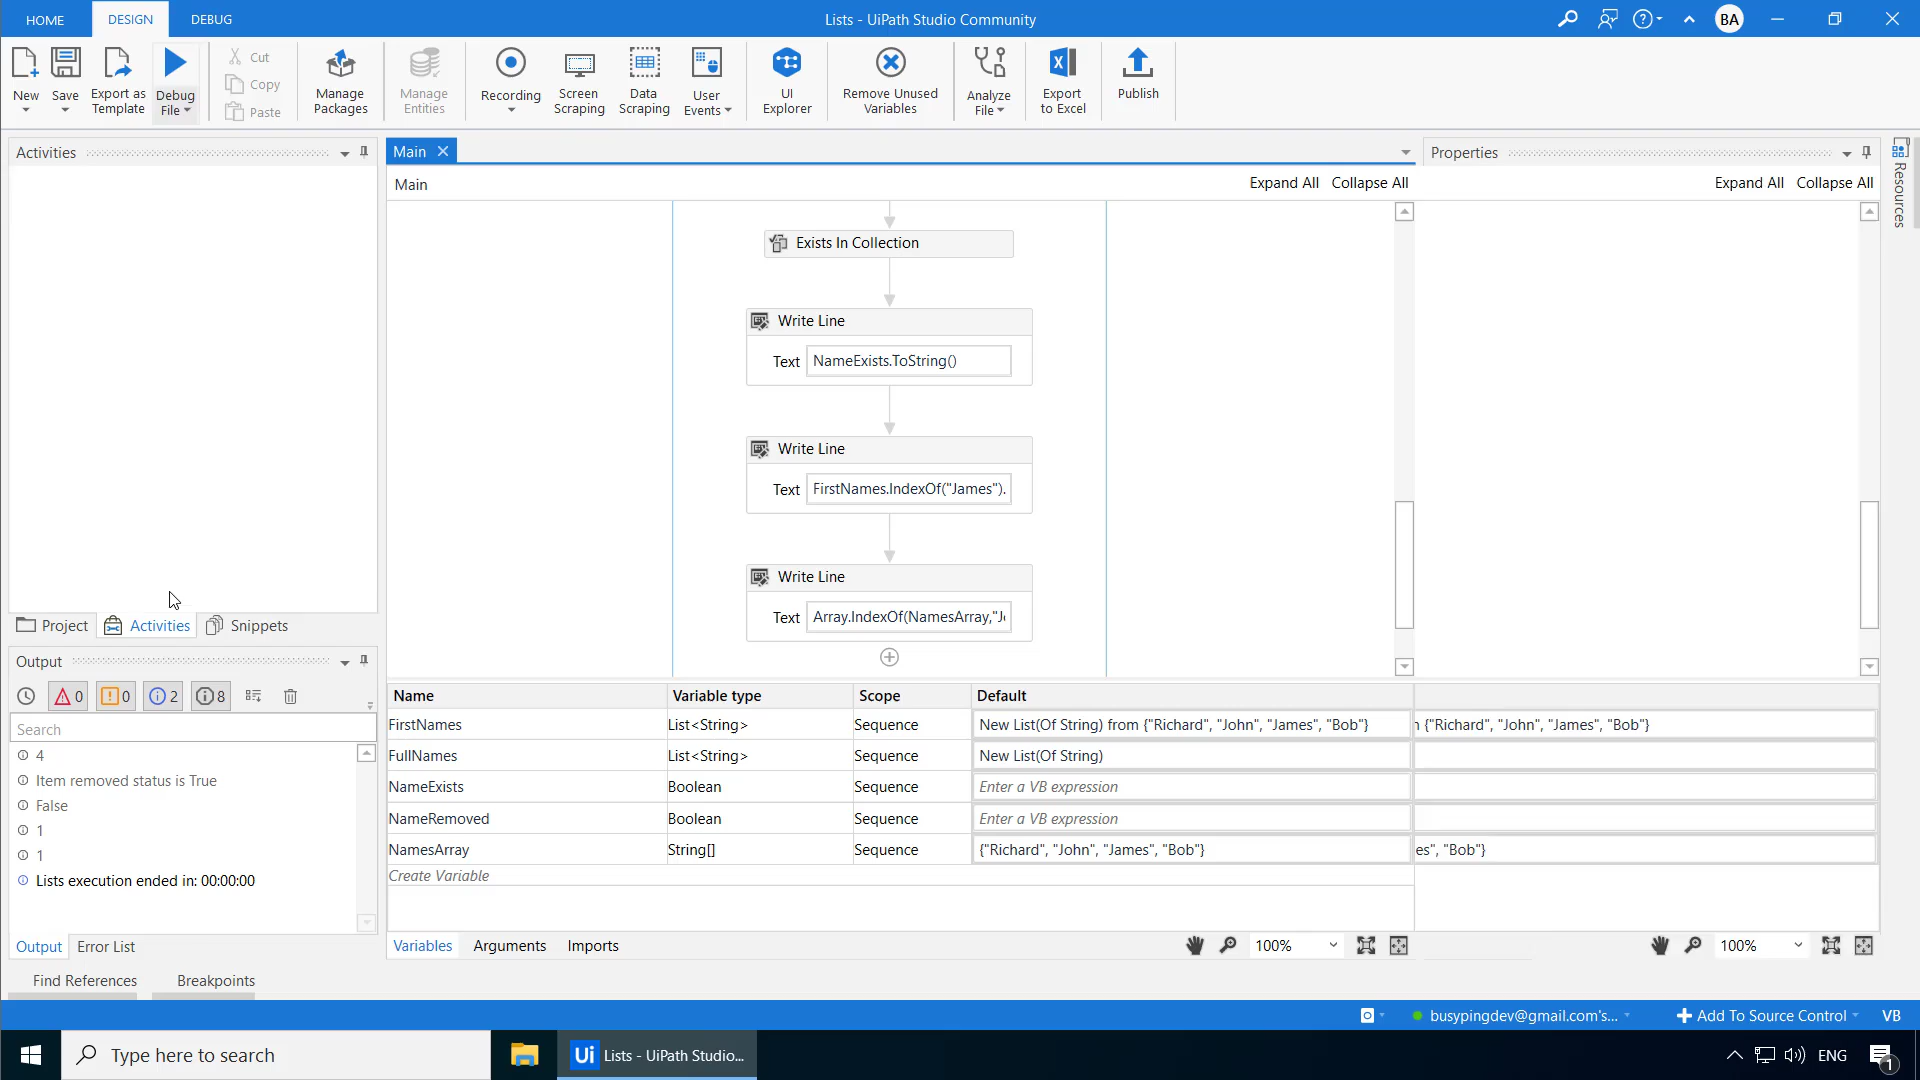 HOME
DESIGN
DEBUG
Lists - UiPath Studio Community
BA
New
Save
Export as
Template
Debug
File
Cut
Copy
Paste
Manage
Packages
Manage
Entities
Recording
Screen
Scraping
Data
Scraping
User
Events
UI
Explorer
Remove Unused
Variables
Analyze
File
Export
to Excel
Publish
Activities
Main
Properties
Resources
Main
Expand All Collapse All
Expand All Collapse All
Exists In Collection
Write Line
Text NameExists.ToString()
Write Line
Text FirstNames.IndexOf("James").
Write Line
Text Array.IndexOf(NamesArray,"J
Project
Activities
Snippets
Output
0
0
2
8
Search
4
Item removed status is True
False
1
1
Lists execution ended in: 00:00:00
Output Error List
Find References Breakpoints
Name Variable type Scope Default
FirstNames List<String> Sequence New List(Of String) from {"Richard", "John", "James", "Bob"} {"Richard", "John", "James", "Bob"}
FullNames List<String> Sequence New List(Of String)
NameExists Boolean Sequence Enter a VB expression
NameRemoved Boolean Sequence Enter a VB expression
NamesArray String[] Sequence {"Richard", "John", "James", "Bob"} es", "Bob"}
Create Variable
Variables Arguments Imports
100%
100%
busypingdev@gmail.com's...
Add To Source Control
VB
Type here to search
Ui Lists - UiPath Studio...
ENG
1